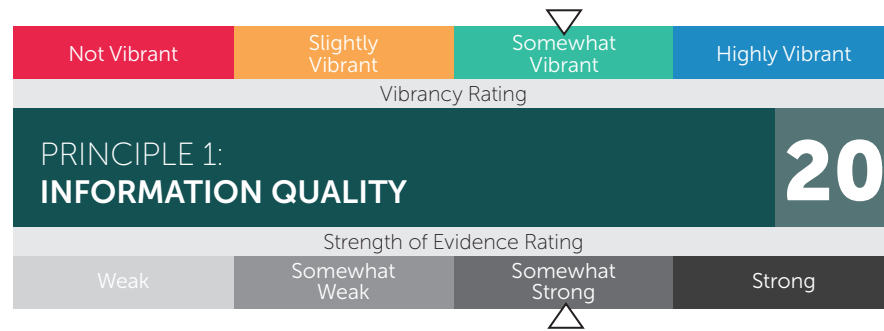 Not Vibrant
Slightly
Vibrant
Somewhat
Vibrant
Highly Vibrant
Vibrancy Rating
PRINCIPLE 1:
INFORMATION QUALITY
20
Strength of Evidence Rating
Weak
Somewhat
Weak
Somewhat
Strong
Strong